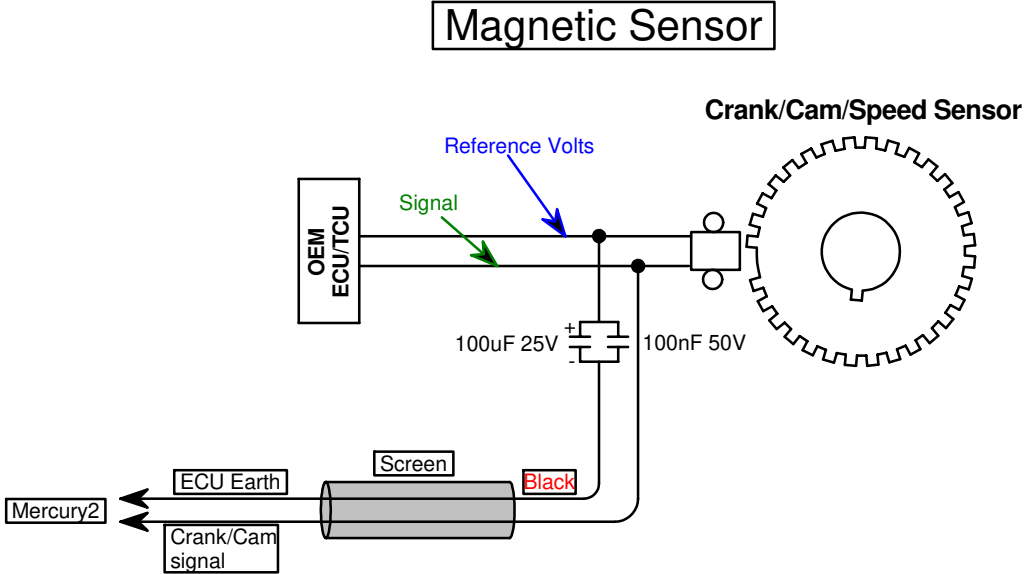 Magnetic Sensor
Crank/Cam/Speed Sensor
Reference Volts
Signal
OEM
ECU/TCU
+
100uF 25V
100nF 50V
-
Screen
ECU Earth
Black
Mercury2
Crank/Cam
signal